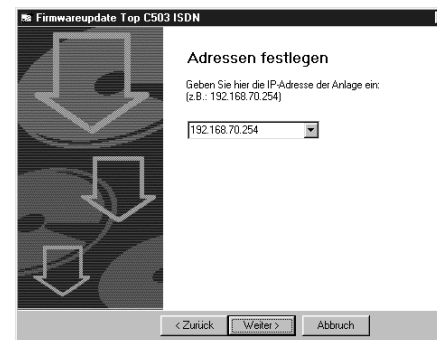 Firmwareupdate Top C503 ISDN
Adressen festlegen
Geben Sie hier die IP-Adresse der Anlage ein:
(z.B.: 192.168.70.254)
192.168.70.254
< Zurück Weiter > Abbruch